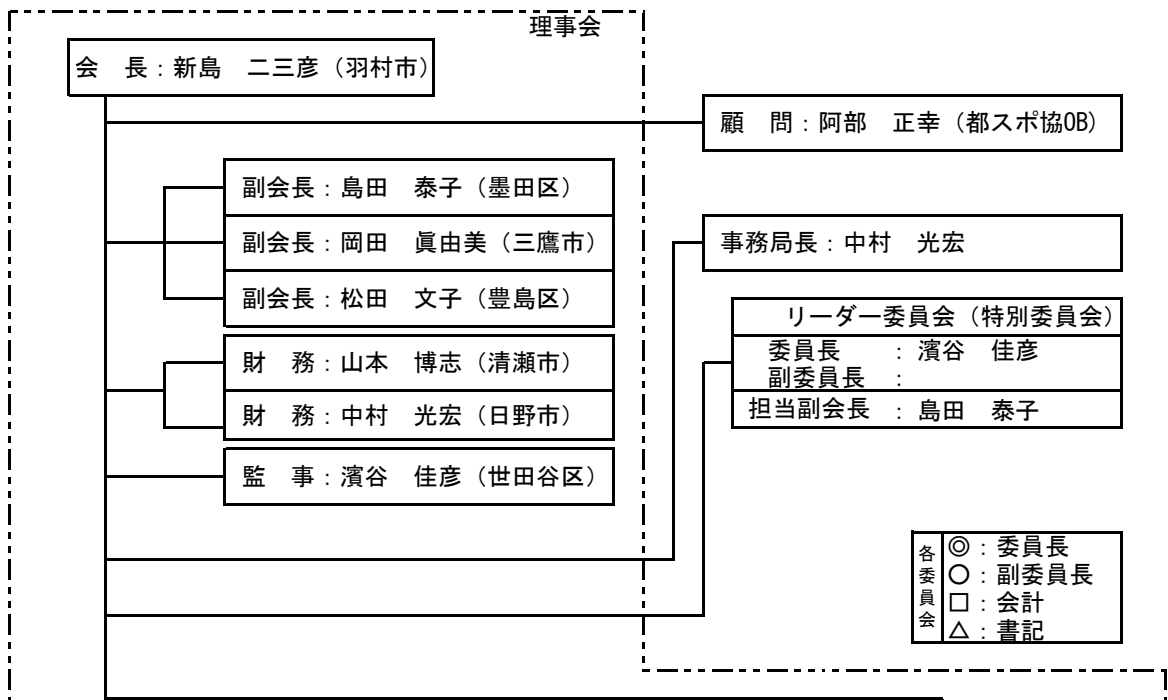 理事会
会　長：新島　二三彦（羽村市）
顧　問：阿部　正幸（都スポ協OB）
副会長：島田　泰子（墨田区）
副会長：岡田　眞由美（三鷹市）
副会長：松田　文子（豊島区）
事務局長：中村　光宏
リーダー委員会（特別委員会）
委員長　　：濱谷　佳彦
副委員長　：
担当副会長　：島田　泰子
財　務：山本　博志（清瀬市）
財　務：中村　光宏（日野市）
監　事：濱谷　佳彦（世田谷区）
各委員会
◎：委員長
○：副委員長
□：会計
△：書記